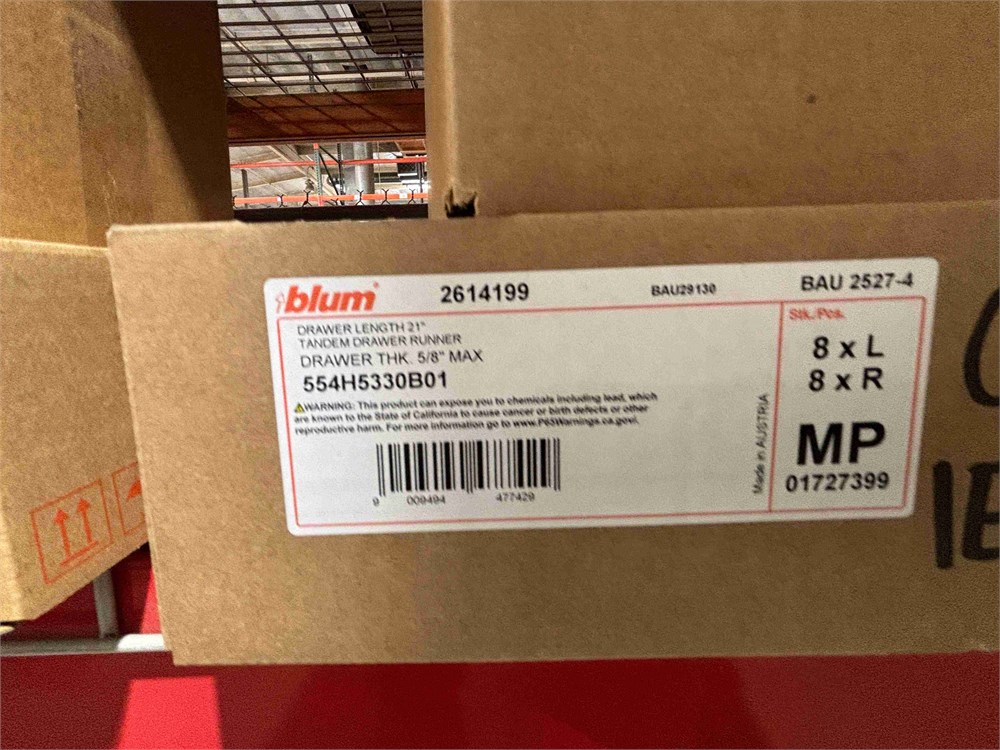 blum 2614199 BAU29130 BAU 2527-4
DRAWER LENGTH 21"
TANDEM DRAWER RUNNER
DRAWER THK. 5/8" MAX
554H5330B01
WARNING: This product can expose you to chemicals including lead, which
are known to the State of California to cause cancer or birth defects or other
reproductive harm. For more information go to www.P65Warnings.ca.gov/.
9 009494 477429
Made in AUSTRIA
Stk./Pcs.
8 x L
8 x R
MP
01727399